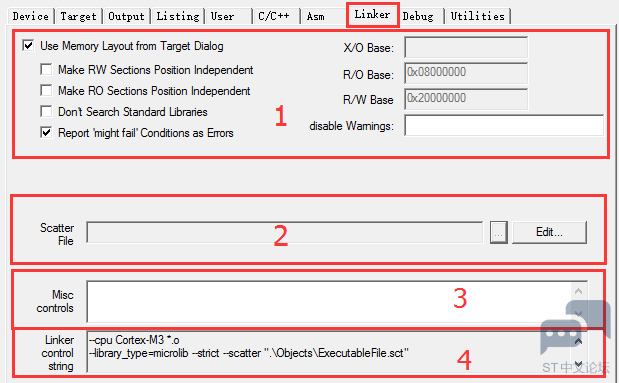 Device Target Output Listing User C/C++ Asm Linker Debug Utilities
Use Memory Layout from Target Dialog
X/O Base:
Make RW Sections Position Independent
R/O Base: 0x08000000
Make RO Sections Position Independent
R/W Base 0x20000000
Don't Search Standard Libraries
1
Report 'might fail' Conditions as Errors
disable Warnings:
Scatter
File
2
... Edit...
Misc
controls
3
Linker
control
string
--cpu Cortex-M3 *.o
--library_type=microlib --strict --scatter ".\Objects\ExecutableFile.sct"
4
ST中文论坛